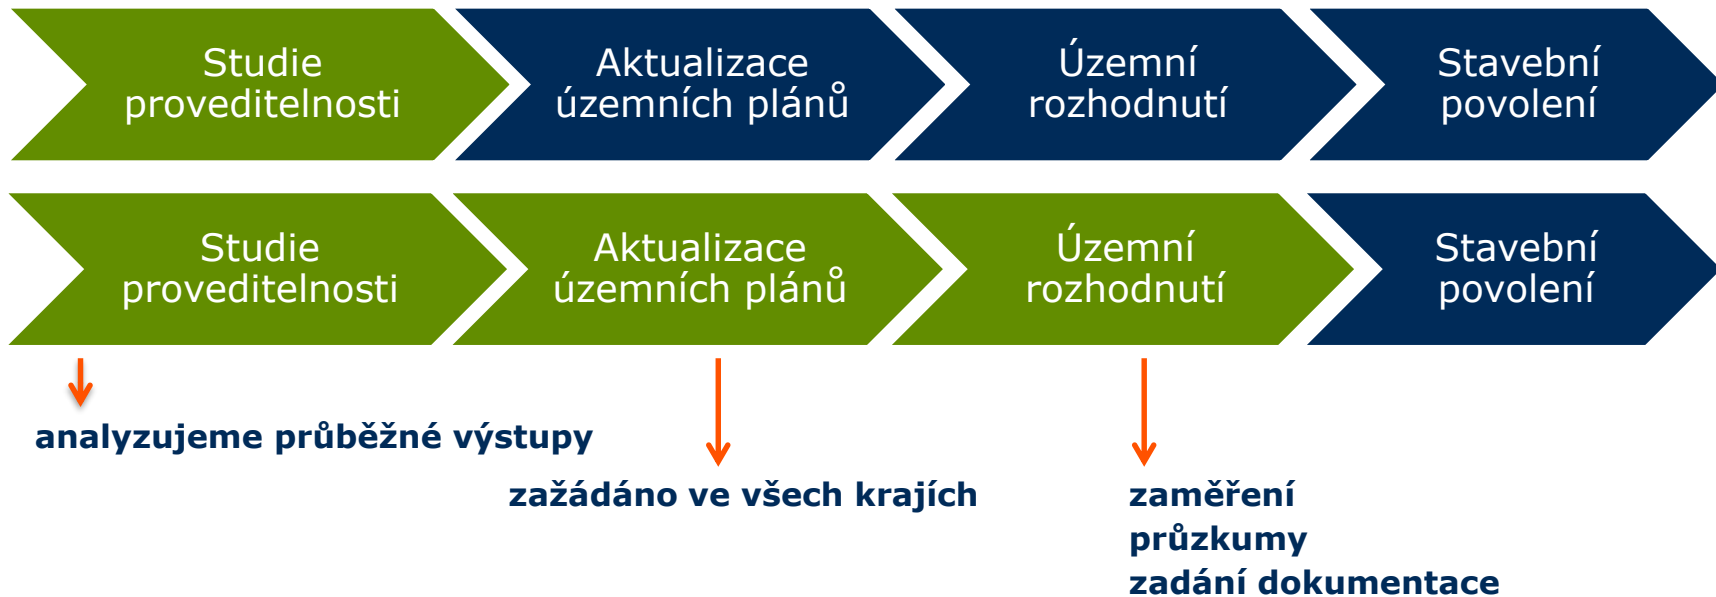 Studie
proveditelnosti
Aktualizace
územních plánů
Územní
rozhodnutí
Stavební
povolení
Studie
proveditelnosti
Aktualizace
územních plánů
Územní
rozhodnutí
Stavební
povolení
analyzujeme průběžné výstupy
zažádáno ve všech krajích
zaměření
průzkumy
zadání dokumentace